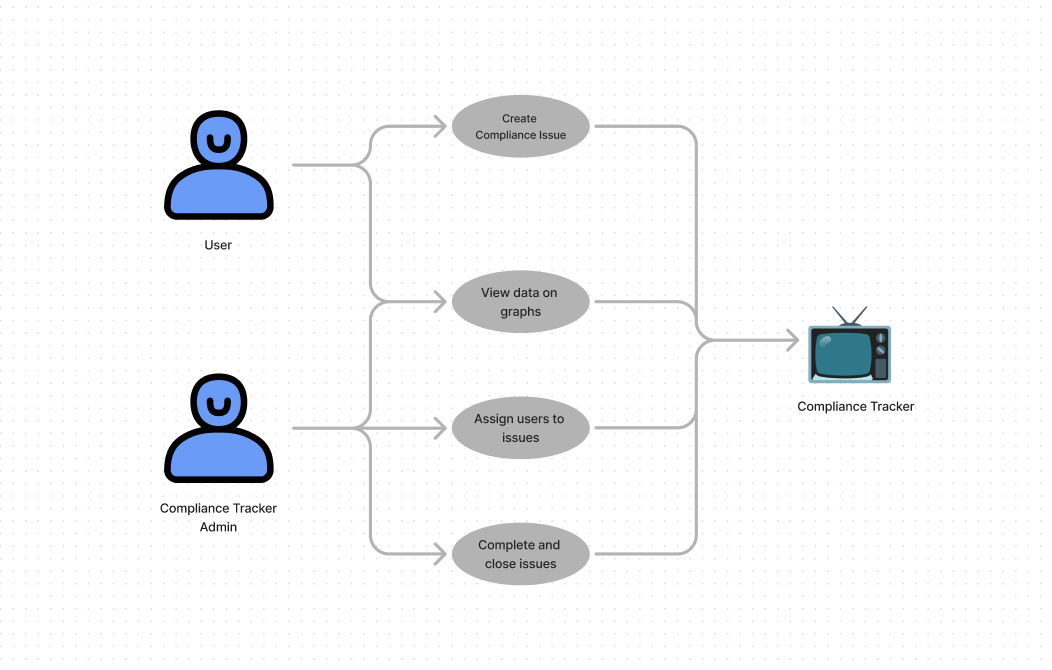 Create
Compliance Issue
User
View data on
graphs
Compliance Tracker
Assign users to
issues
Compliance Tracker
Admin
Complete and
close issues